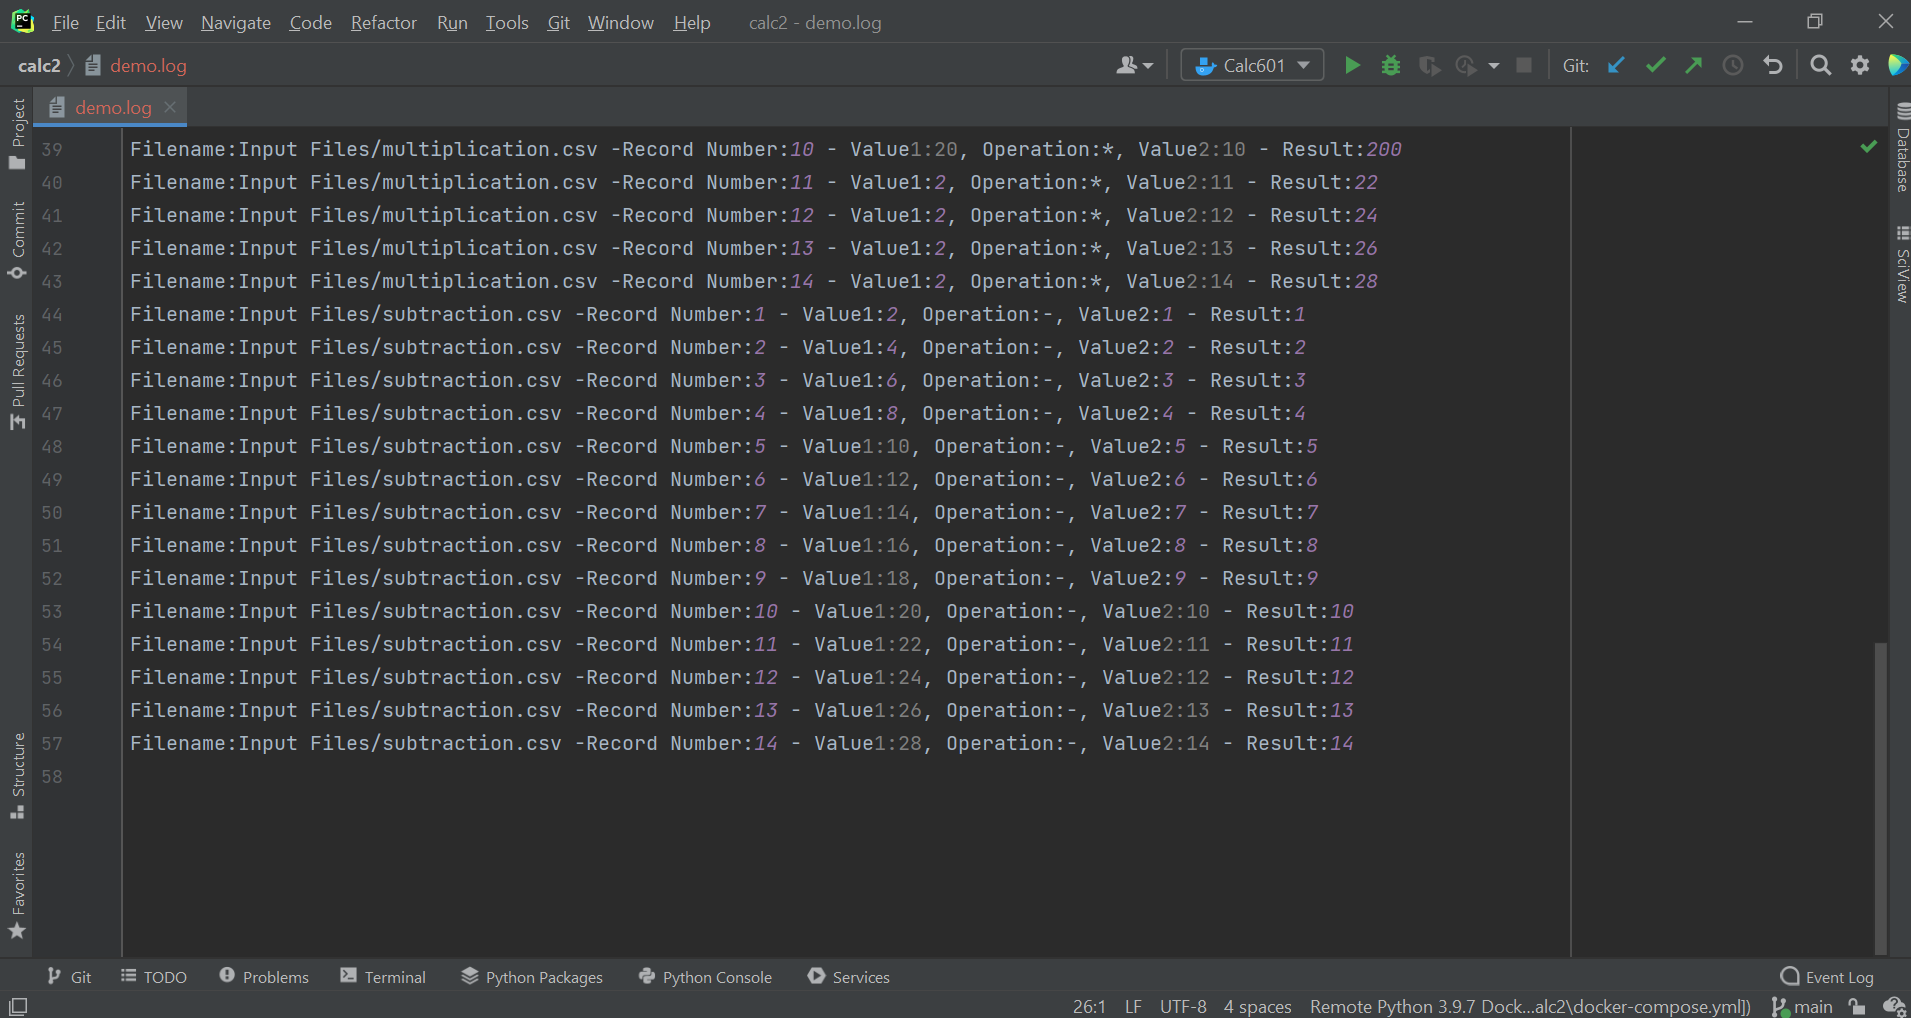 PC
File Edit View Navigate Code Refactor Run Tools Git Window Help calc2 - demo.log
calc2 demo.log
Calc601
Git:
demo.log
Project
Commit
Pull Requests
Structure
Favorites
39 Filename:Input Files/multiplication.csv -Record Number:10 - Value1:20, Operation:*, Value2:10 - Result:200
40 Filename:Input Files/multiplication.csv -Record Number:11 - Value1:2, Operation:*, Value2:11 - Result:22
41 Filename:Input Files/multiplication.csv -Record Number:12 - Value1:2, Operation:*, Value2:12 - Result:24
42 Filename:Input Files/multiplication.csv -Record Number:13 - Value1:2, Operation:*, Value2:13 - Result:26
43 Filename:Input Files/multiplication.csv -Record Number:14 - Value1:2, Operation:*, Value2:14 - Result:28
44 Filename:Input Files/subtraction.csv -Record Number:1 - Value1:2, Operation:-, Value2:1 - Result:1
45 Filename:Input Files/subtraction.csv -Record Number:2 - Value1:4, Operation:-, Value2:2 - Result:2
46 Filename:Input Files/subtraction.csv -Record Number:3 - Value1:6, Operation:-, Value2:3 - Result:3
47 Filename:Input Files/subtraction.csv -Record Number:4 - Value1:8, Operation:-, Value2:4 - Result:4
48 Filename:Input Files/subtraction.csv -Record Number:5 - Value1:10, Operation:-, Value2:5 - Result:5
49 Filename:Input Files/subtraction.csv -Record Number:6 - Value1:12, Operation:-, Value2:6 - Result:6
50 Filename:Input Files/subtraction.csv -Record Number:7 - Value1:14, Operation:-, Value2:7 - Result:7
51 Filename:Input Files/subtraction.csv -Record Number:8 - Value1:16, Operation:-, Value2:8 - Result:8
52 Filename:Input Files/subtraction.csv -Record Number:9 - Value1:18, Operation:-, Value2:9 - Result:9
53 Filename:Input Files/subtraction.csv -Record Number:10 - Value1:20, Operation:-, Value2:10 - Result:10
54 Filename:Input Files/subtraction.csv -Record Number:11 - Value1:22, Operation:-, Value2:11 - Result:11
55 Filename:Input Files/subtraction.csv -Record Number:12 - Value1:24, Operation:-, Value2:12 - Result:12
56 Filename:Input Files/subtraction.csv -Record Number:13 - Value1:26, Operation:-, Value2:13 - Result:13
57 Filename:Input Files/subtraction.csv -Record Number:14 - Value1:28, Operation:-, Value2:14 - Result:14
58
Database
SciView
Git TODO Problems Terminal Python Packages Python Console Services Event Log
26:1 LF UTF-8 4 spaces Remote Python 3.9.7 Dock...alc2\docker-compose.yml]) main